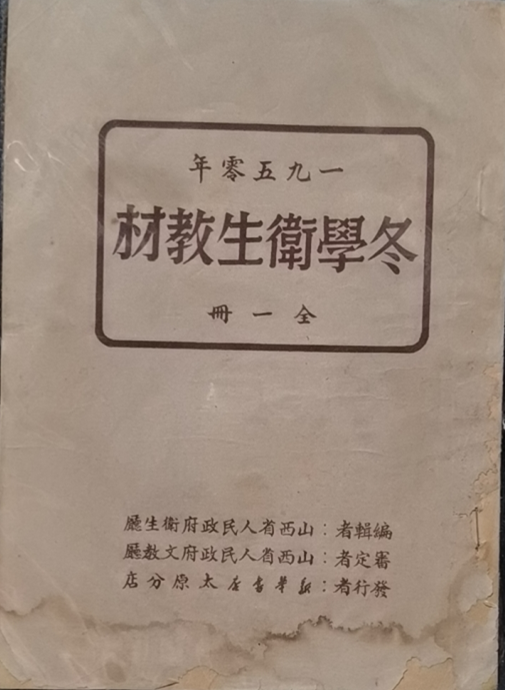 一九五零年
冬學衛生教材
全一冊
編輯者：山西省人民政府衛生廳
審定者：山西省人民政府文教廳
發行者：新華書店太原分店